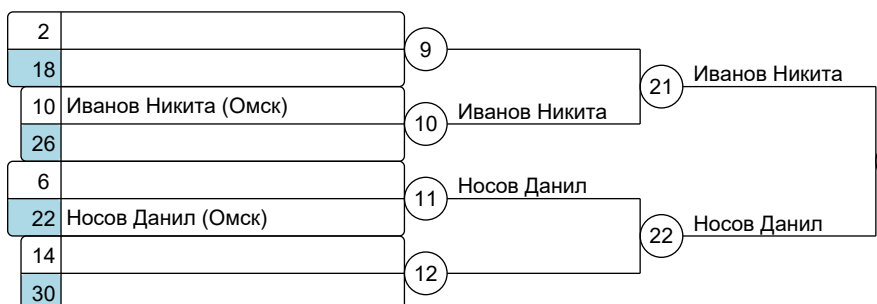 2
9
18
21 Иванов Никита
10 Иванов Никита (Омск)
10 Иванов Никита
26
6
11 Носов Данил
22 Носов Данил (Омск)
22 Носов Данил
14
12
30